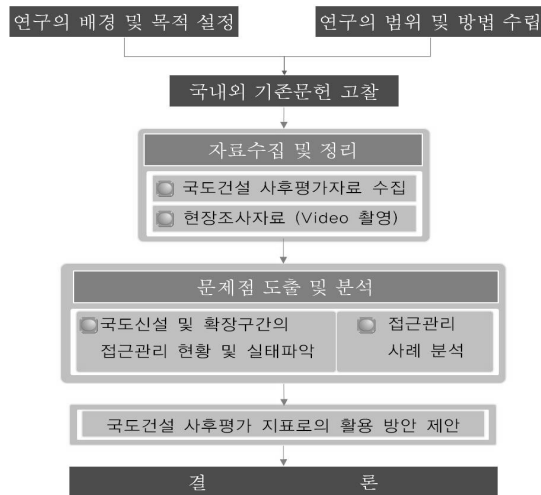 연구의 배경 및 목적 설정
연구의 범위 및 방법 수립
국내외 기존문헌 고찰
자료수집 및 정리
국도건설 사후평가자료 수집
현장조사자료 (Video 촬영)
문제점 도출 및 분석
국도신설 및 확장구간의
접근관리 현황 및 실태파악
접근관리
사례 분석
국도건설 사후평가 지표로의 활용 방안 제안
결 론